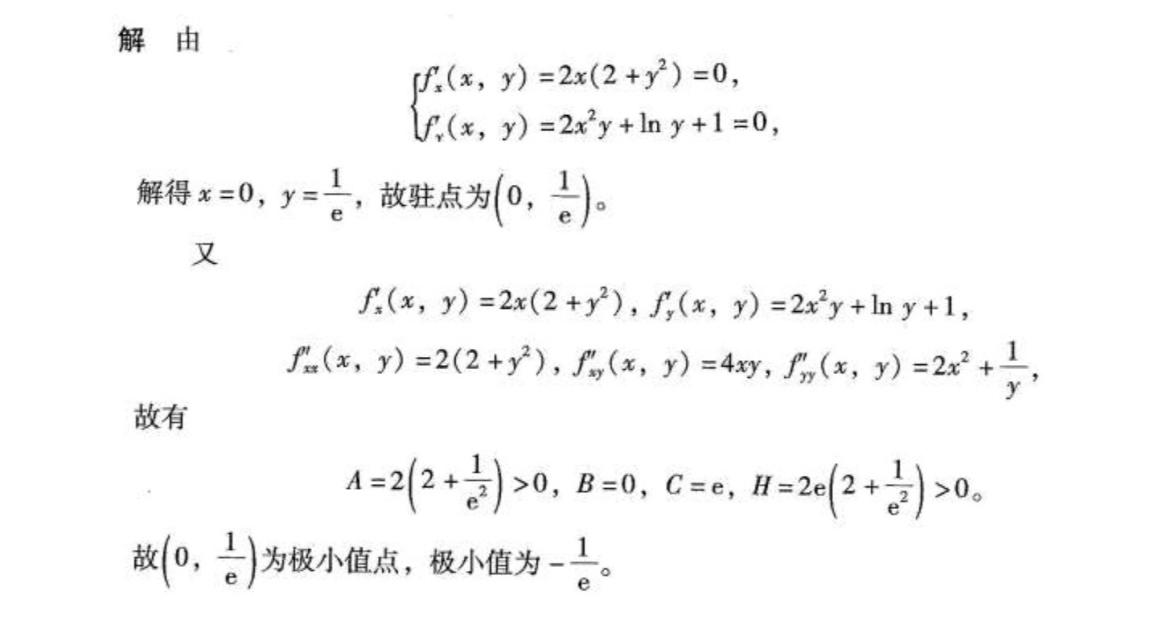 解 由
f′ₓ(x, y) = 2x(2 + y²) = 0,
f′ᵧ(x, y) = 2x²y + ln y + 1 = 0,
解得 x = 0, y = 1/e, 故驻点为(0, 1/e)。
又
f′ₓ(x, y) = 2x(2 + y²), f′ᵧ(x, y) = 2x²y + ln y + 1,
f″ₓₓ(x, y) = 2(2 + y²), f″ₓᵧ(x, y) = 4xy, f″ᵧᵧ(x, y) = 2x² + 1/y,
故有
A = 2(2 + 1/e²) > 0, B = 0, C = e, H = 2e(2 + 1/e²) > 0。
故(0, 1/e)为极小值点, 极小值为 - 1/e。